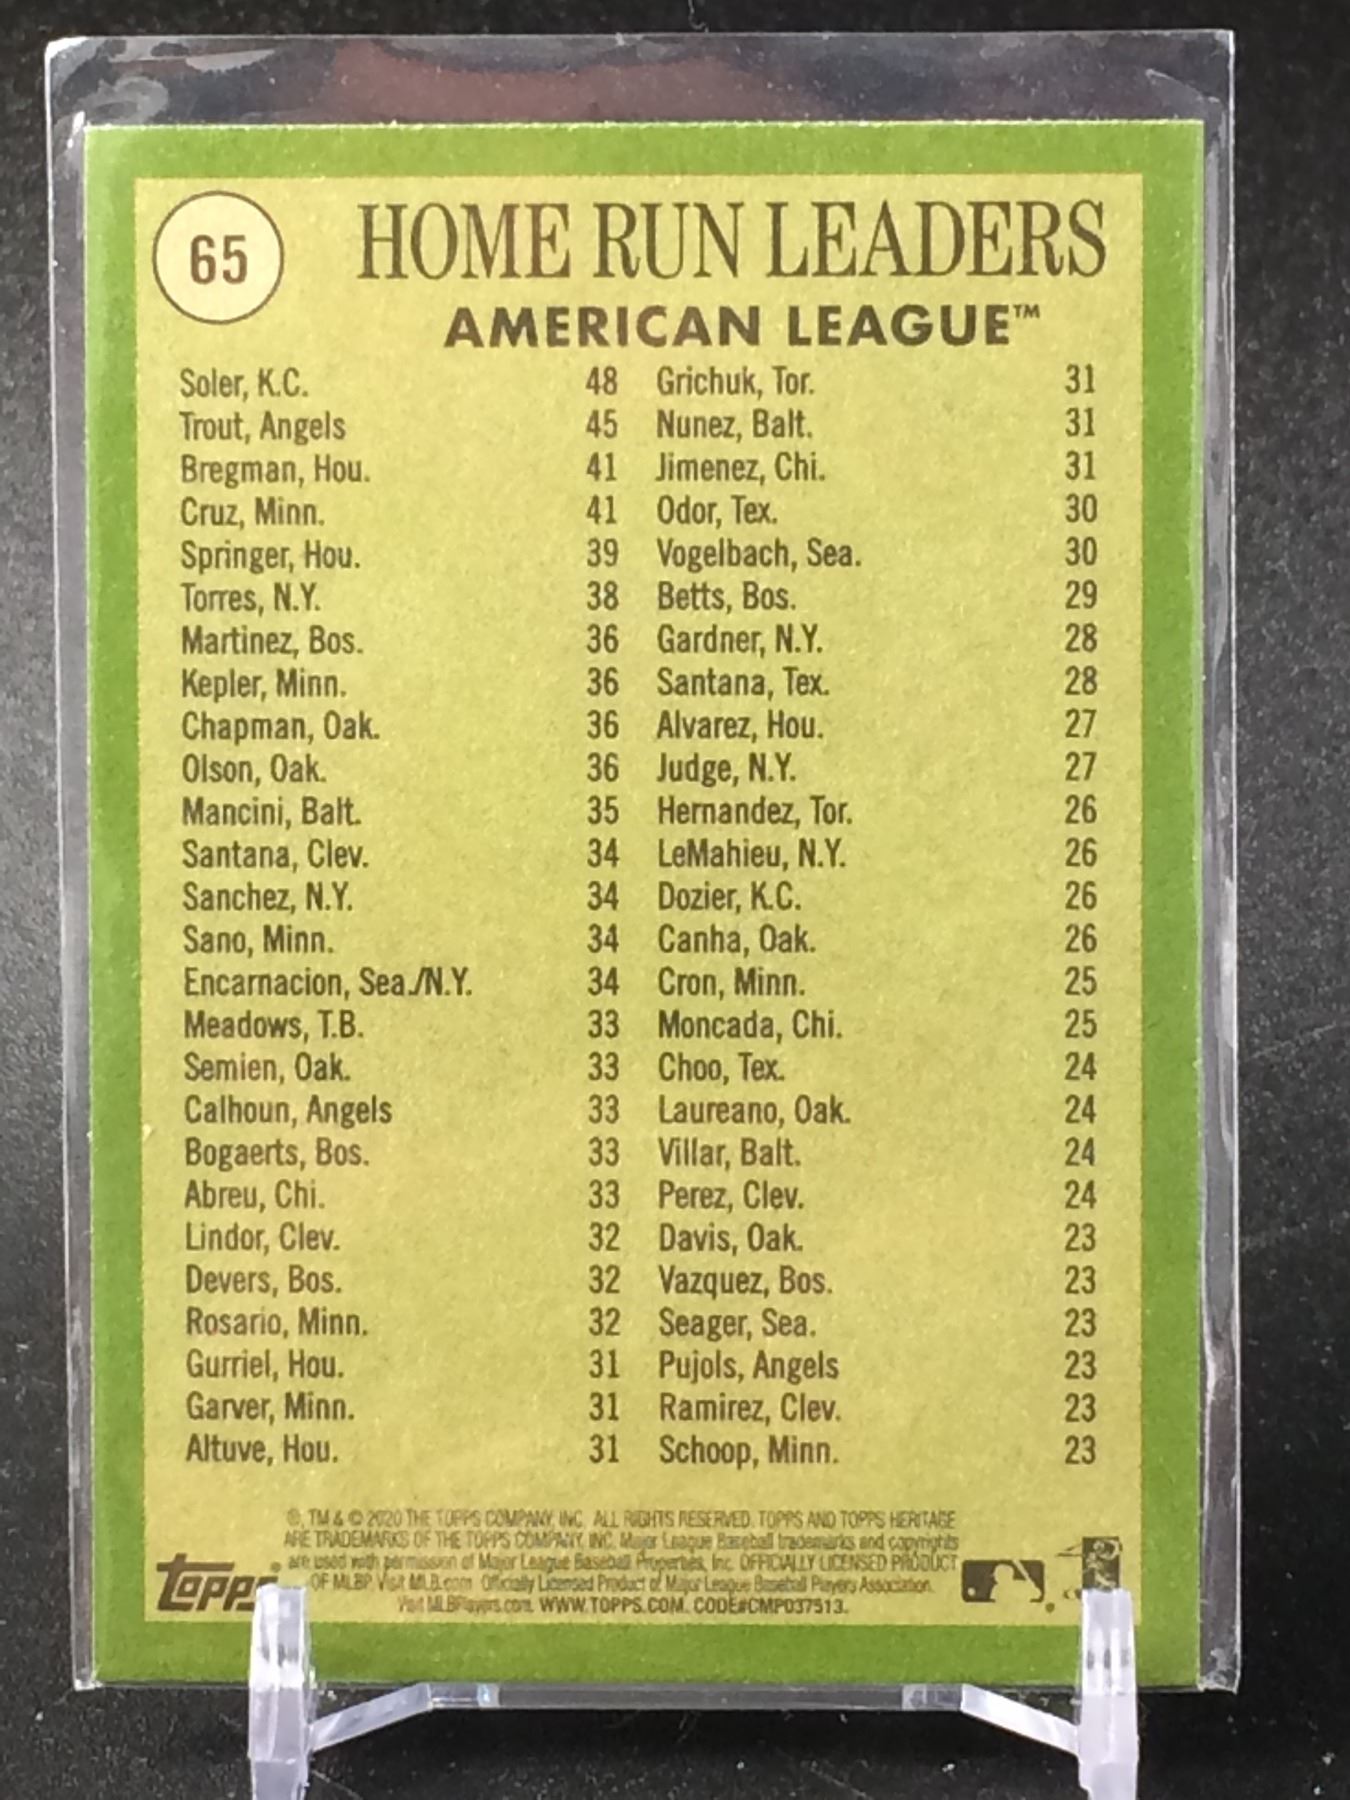 65
HOME RUN LEADERS
AMERICAN LEAGUE™
Soler, K.C. 48
Trout, Angels 45
Bregman, Hou. 41
Cruz, Minn. 41
Springer, Hou. 39
Torres, N.Y. 38
Martinez, Bos. 36
Kepler, Minn. 36
Chapman, Oak. 36
Olson, Oak. 36
Mancini, Balt. 35
Santana, Clev. 34
Sanchez, N.Y. 34
Sano, Minn. 34
Encarnacion, Sea./N.Y. 34
Meadows, T.B. 33
Semien, Oak. 33
Calhoun, Angels 33
Bogaerts, Bos. 33
Abreu, Chi. 33
Lindor, Clev. 32
Devers, Bos. 32
Rosario, Minn. 32
Gurriel, Hou. 31
Garver, Minn. 31
Altuve, Hou. 31
Grichuk, Tor. 31
Nunez, Balt. 31
Jimenez, Chi. 31
Odor, Tex. 30
Vogelbach, Sea. 30
Betts, Bos. 29
Gardner, N.Y. 28
Santana, Tex. 28
Alvarez, Hou. 27
Judge, N.Y. 27
Hernandez, Tor. 26
LeMahieu, N.Y. 26
Dozier, K.C. 26
Canha, Oak. 26
Cron, Minn. 25
Moncada, Chi. 25
Choo, Tex. 24
Laureano, Oak. 24
Villar, Balt. 24
Perez, Clev. 24
Davis, Oak. 23
Vazquez, Bos. 23
Seager, Sea. 23
Pujols, Angels 23
Ramirez, Clev. 23
Schoop, Minn. 23
®, TM & © 2020 THE TOPPS COMPANY, INC. ALL RIGHTS RESERVED. TOPPS AND TOPPS HERITAGE
ARE TRADEMARKS OF THE TOPPS COMPANY, INC. Major League Baseball trademarks and copyrights
are used with permission of Major League Baseball Properties, Inc. OFFICIALLY LICENSED PRODUCT
OF MLBP. Visit MLB.com Officially Licensed Product of Major League Baseball Players Association.
Visit MLBPlayers.com. WWW.TOPPS.COM. CODE#CMP037513.
Topps